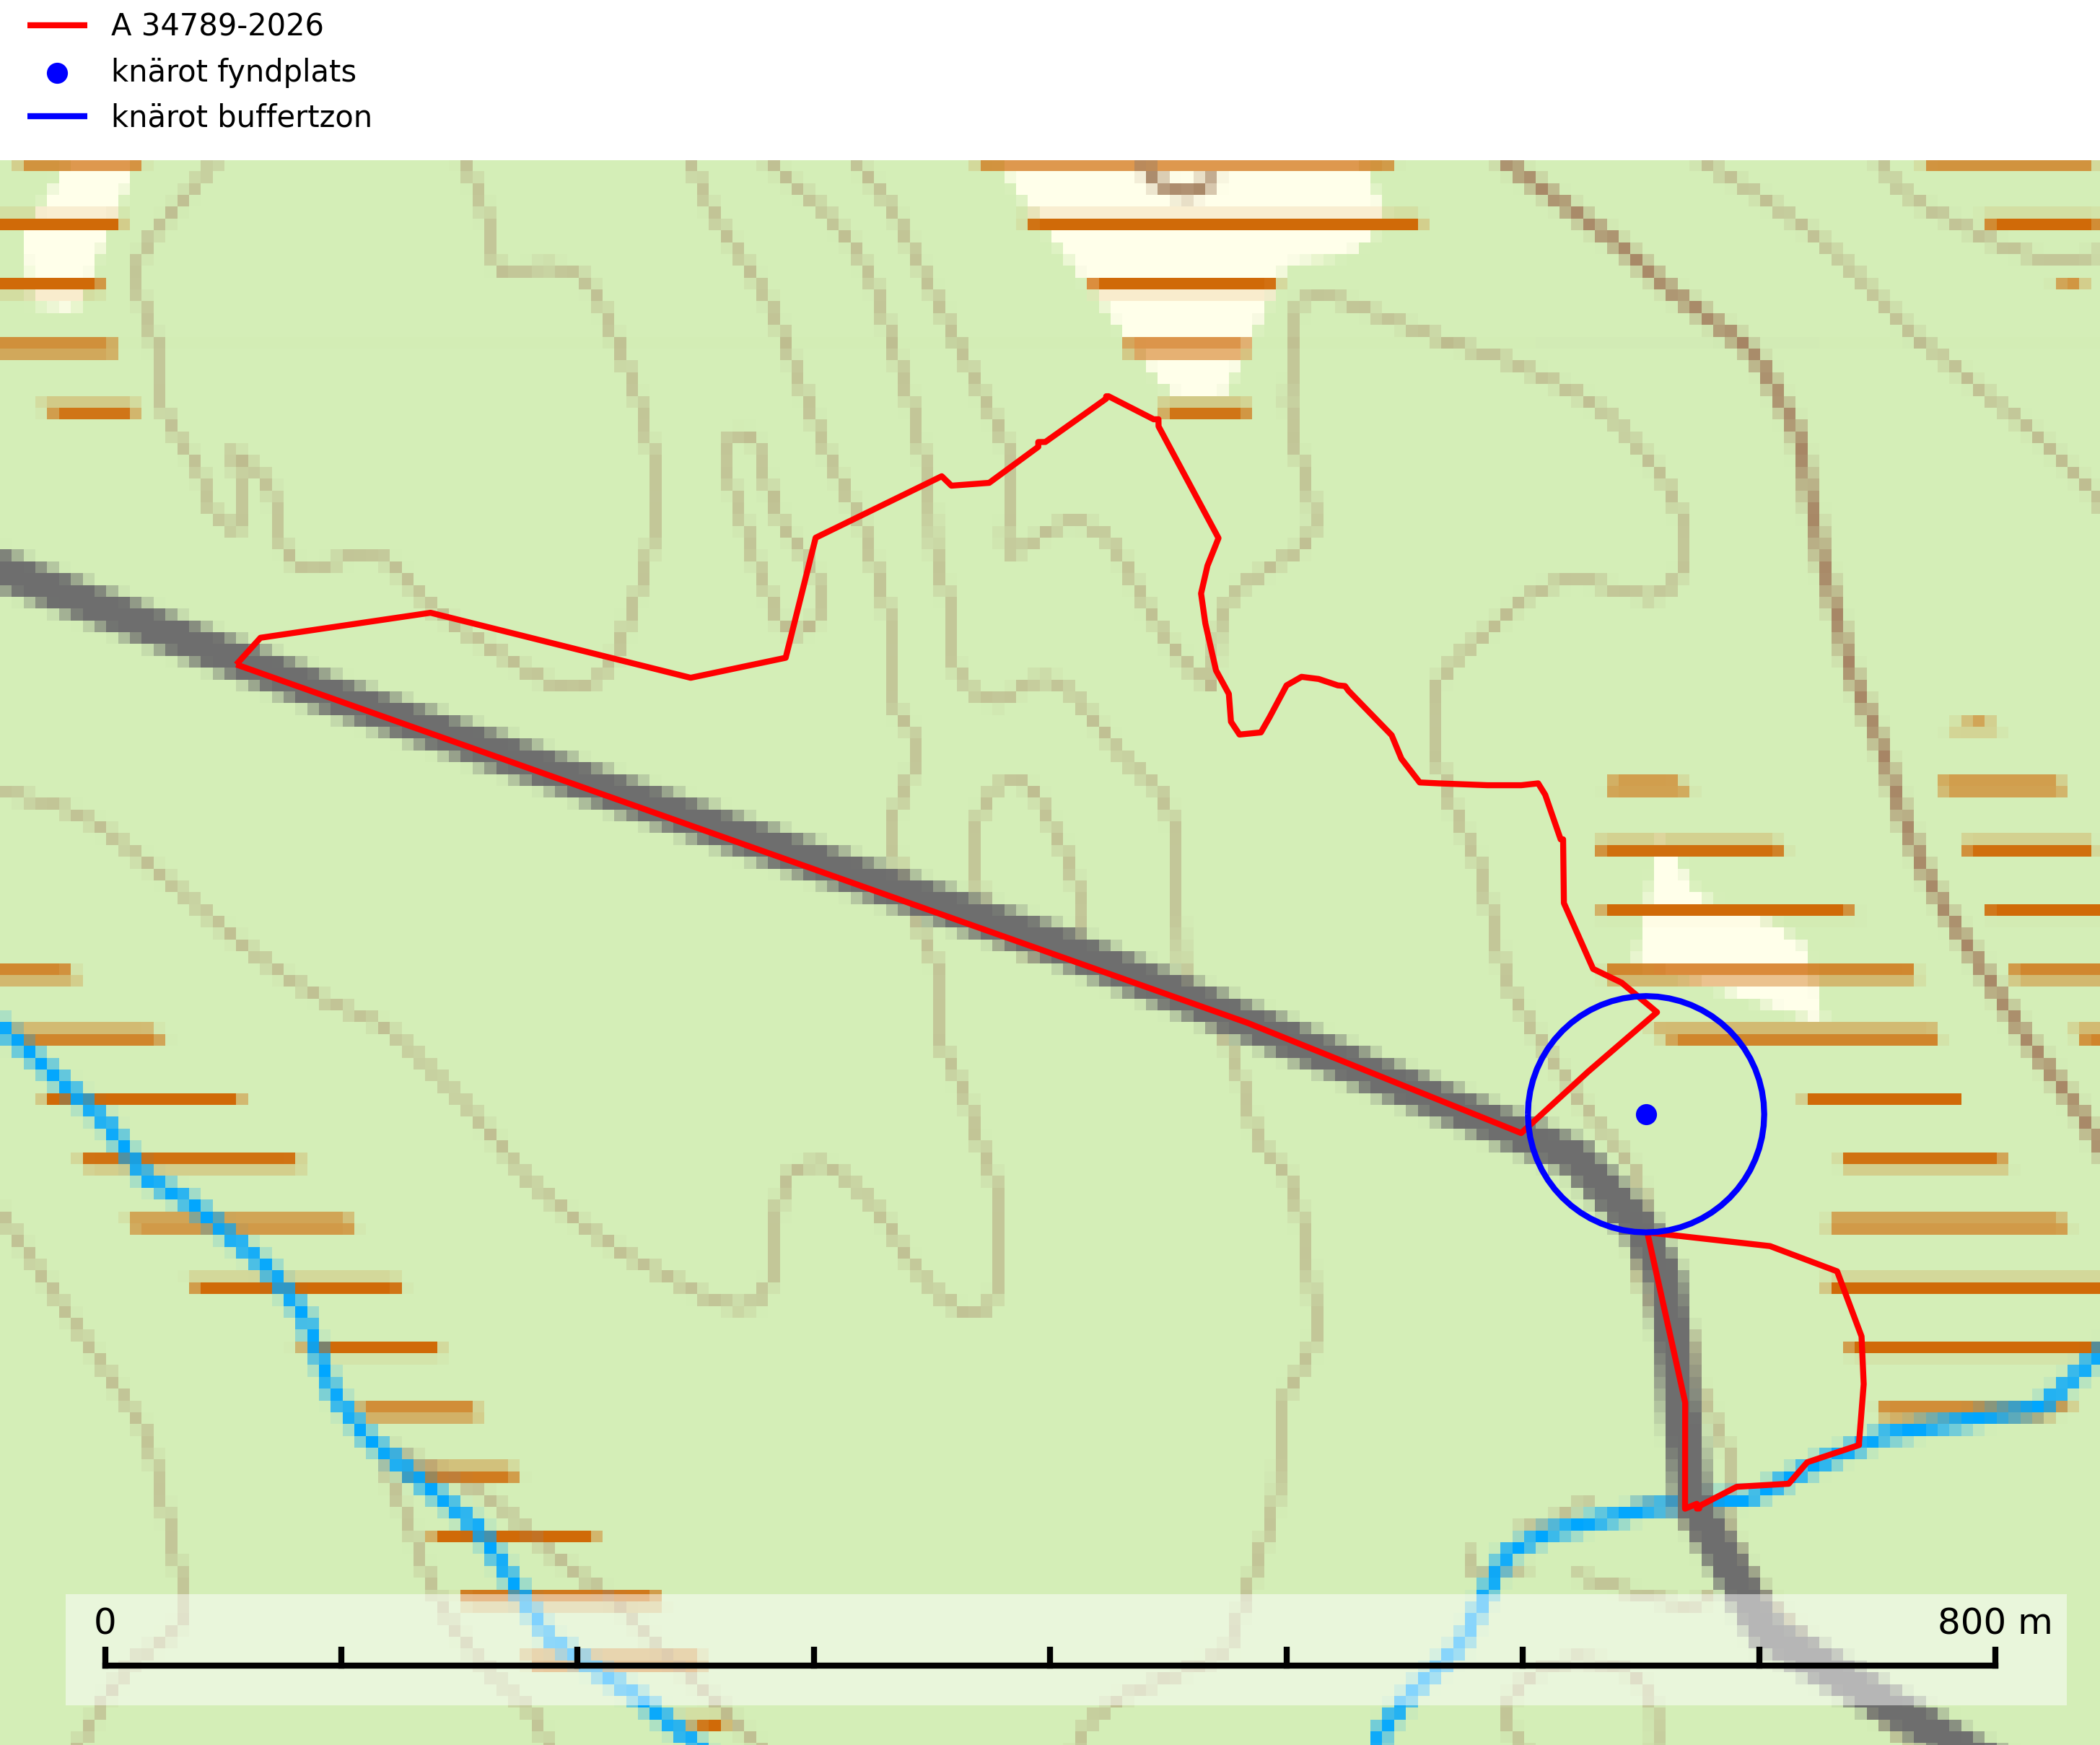 A 34789-2026
knärot fyndplats
knärot buffertzon
0
800 m